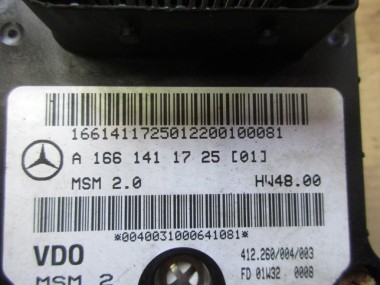 1661411725012200100081
A 166 141 17 25 [01]
MSM 2.0 HW48.00
*0040031000641081*
VDO 412.260/004/003
MSM 2 FD 01W32 0008